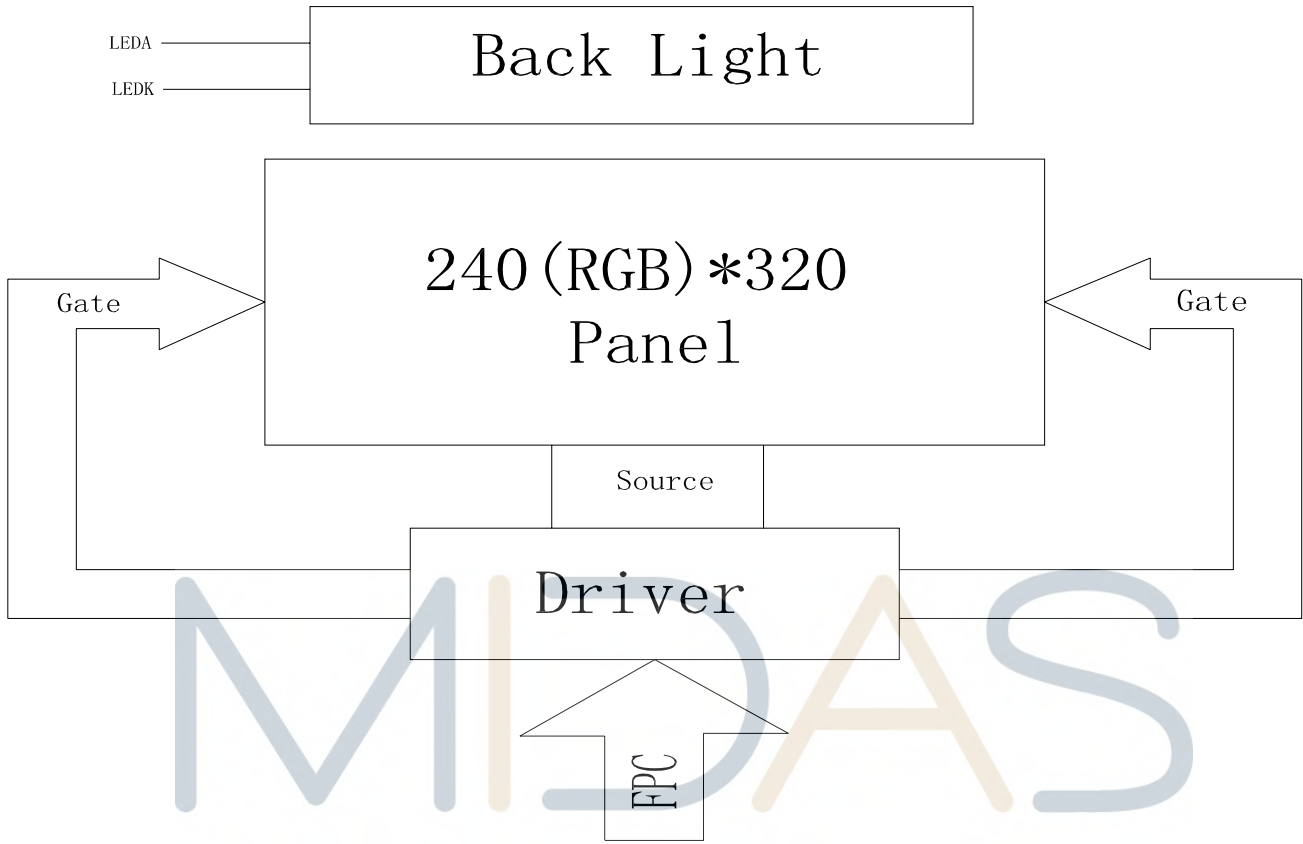 LEDA
LEDK
Back Light
240(RGB)*320
Panel
Gate
Gate
Source
Driver
MIDAS
FPC